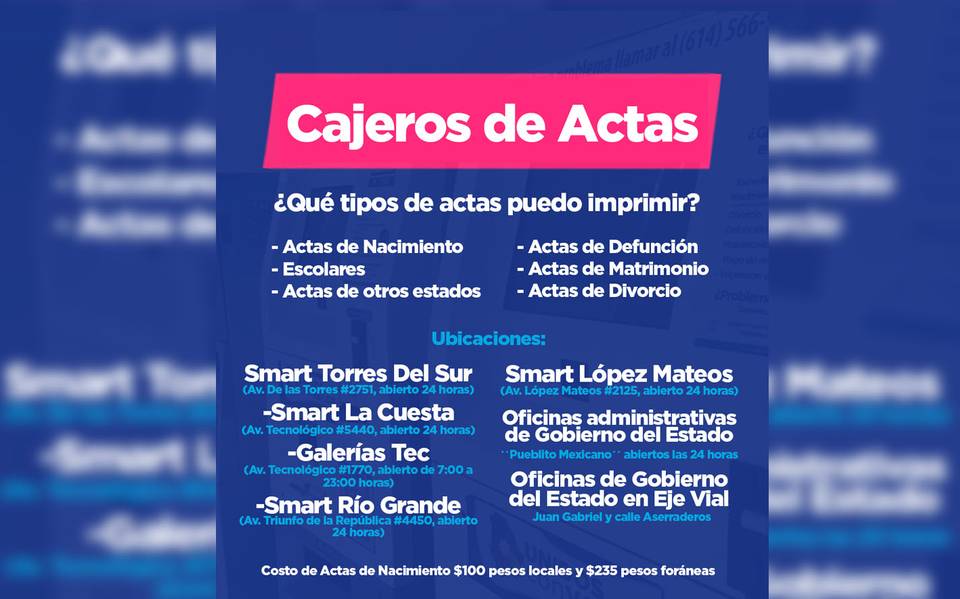 problema llamar al (614) 566-
Cajeros de Actas
¿Qué tipos de actas puedo imprimir?
- Actas de Nacimiento
- Escolares
- Actas de otros estados
- Actas de Defunción
- Actas de Matrimonio
- Actas de Divorcio
Ubicaciones:
Smart Torres Del Sur
(Av. De las Torres #2751, abierto 24 horas)
-Smart La Cuesta
(Av. Tecnológico #5440, abierto 24 horas)
-Galerías Tec
(Av. Tecnológico #1770, abierto de 7:00 a
23:00 horas)
-Smart Río Grande
(Av. Triunfo de la República #4450, abierto
24 horas)
Smart López Mateos
(Av. López Mateos #2125, abierto 24 horas)
Oficinas administrativas
de Gobierno del Estado
``Pueblito Mexicano´´ abiertos las 24 horas
Oficinas de Gobierno
del Estado en Eje Vial
Juan Gabriel y calle Aserraderos
Costo de Actas de Nacimiento $100 pesos locales y $235 pesos foráneas